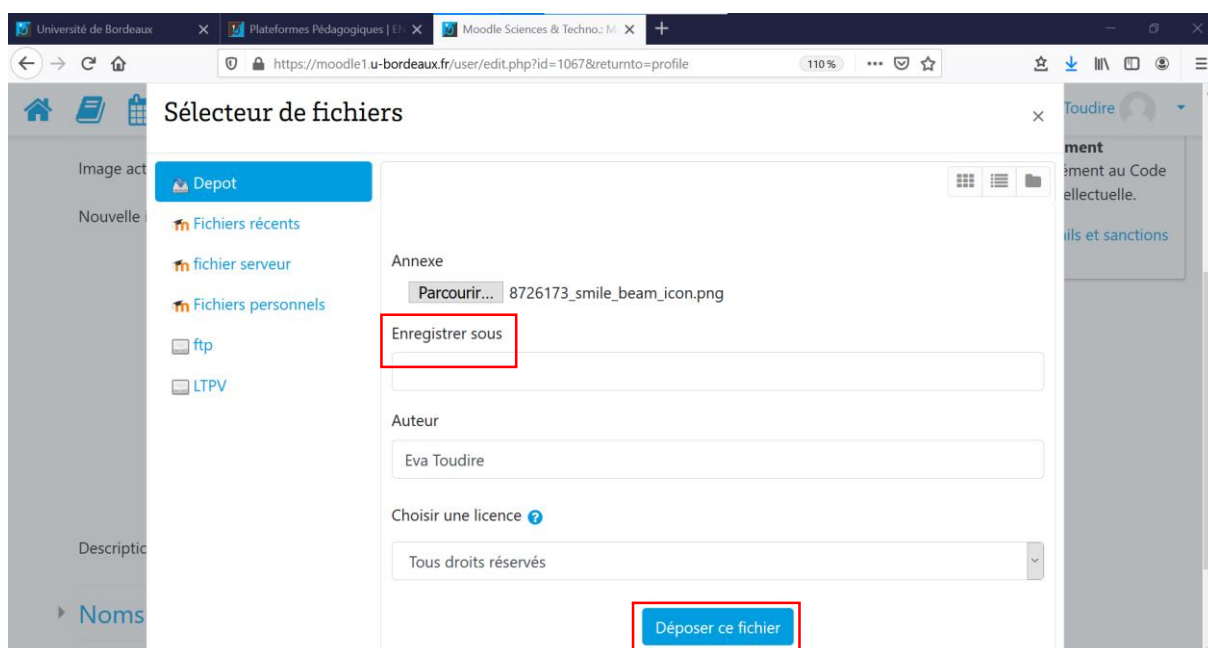 Université de Bordeaux
Plateformes Pédagogiques | EN
Moodle Sciences & Techno.: M
https://moodle1.u-bordeaux.fr/user/edit.php?id=1067&returnto=profile
110 %
Sélecteur de fichiers
Toudire
Image act
Nouvelle i
ment
ément au Code
ellectuelle.
ails et sanctions
Depot
Fichiers récents
fichier serveur
Fichiers personnels
ftp
LTPV
Annexe
Parcourir... 8726173_smile_beam_icon.png
Enregistrer sous
Auteur
Eva Toudire
Choisir une licence
Tous droits réservés
Descriptio
Noms
Déposer ce fichier